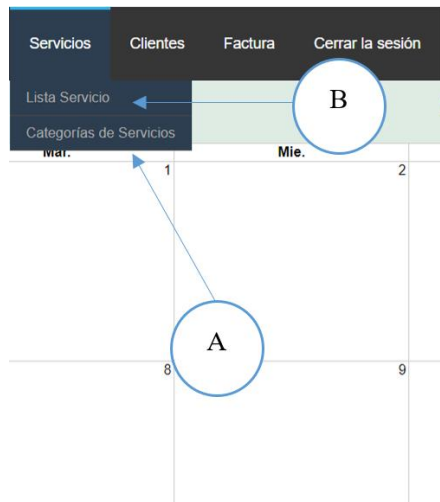 Servicios Clientes Factura Cerrar la sesión
Lista Servicio
B
Categorías de Servicios
Mar. Mie.
1 2
A
8 9